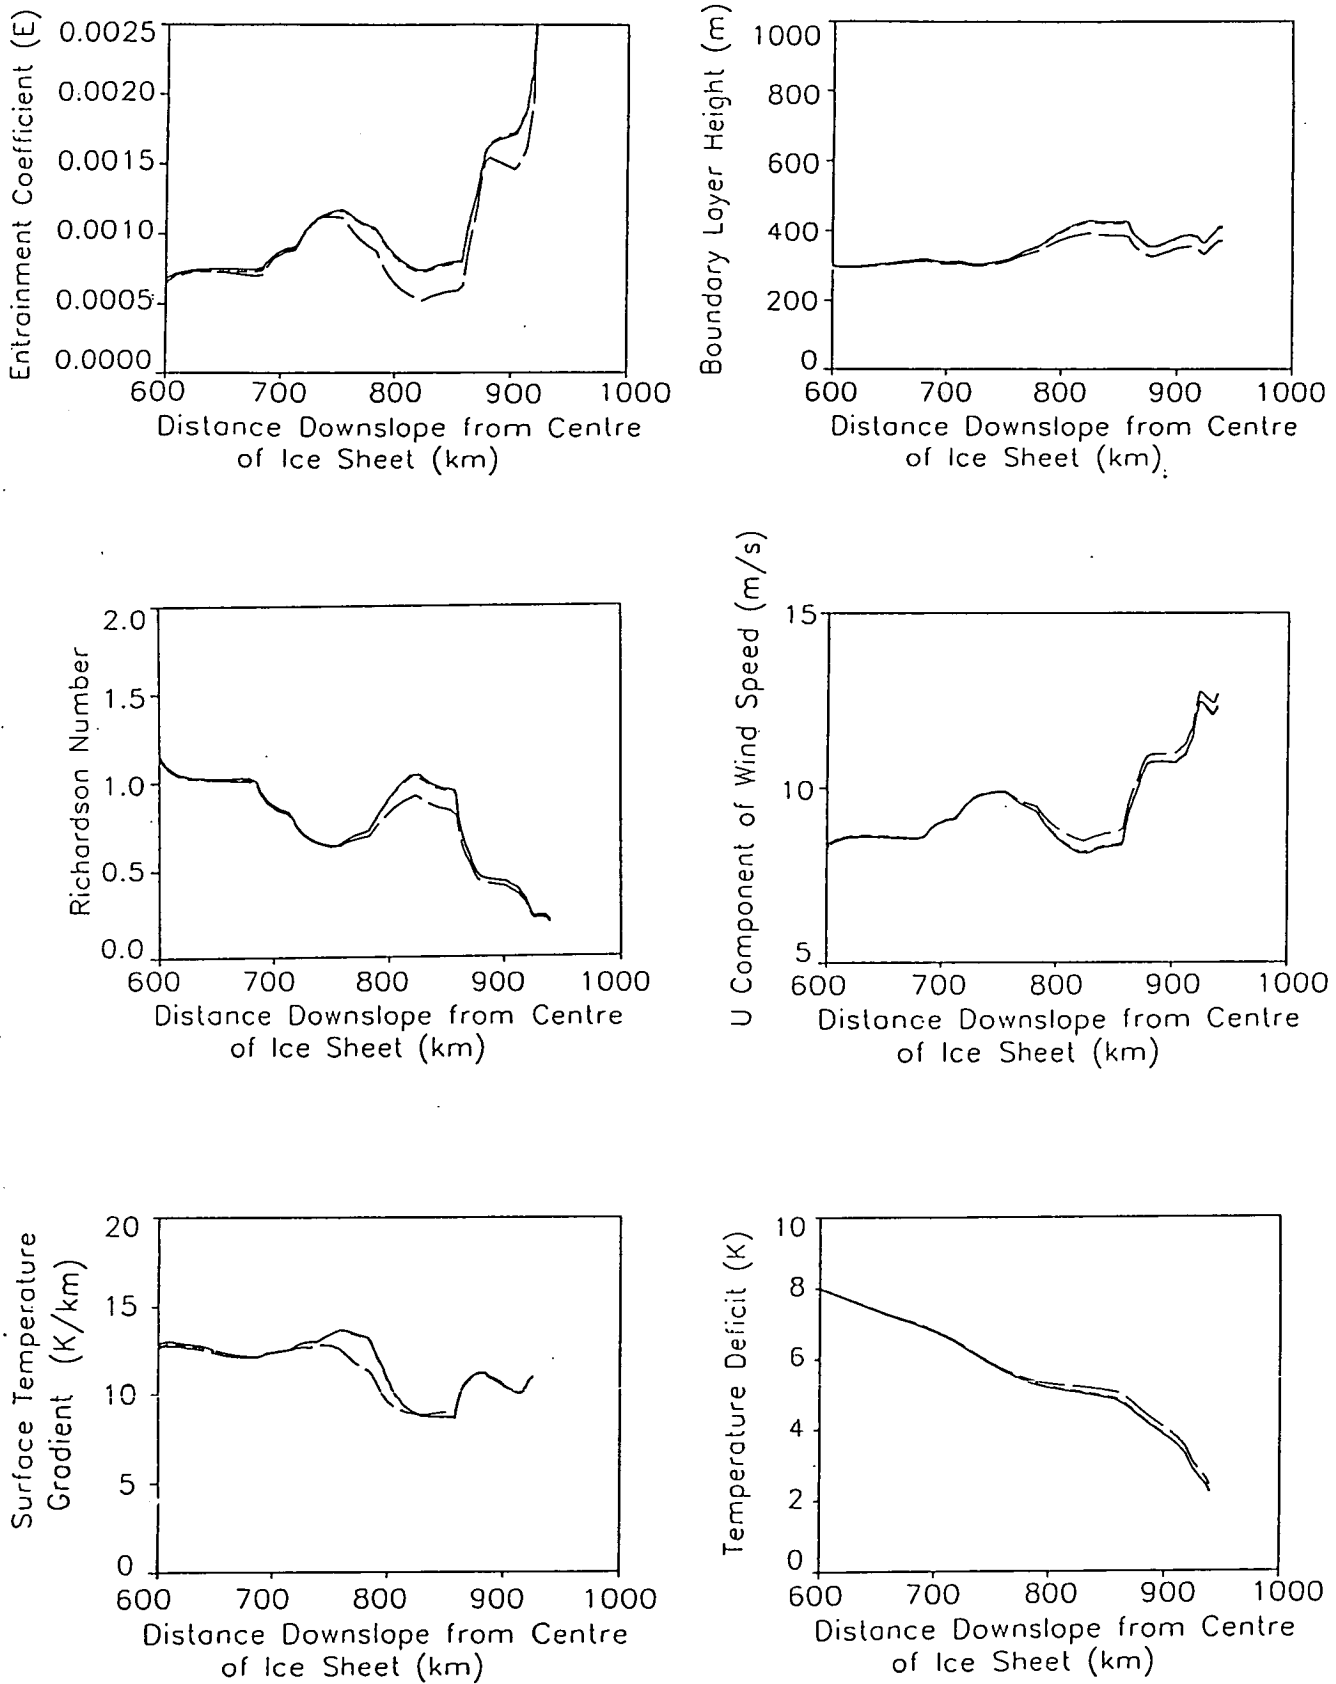 Entrainment Coefficient (E)
0.0025
0.0020
0.0015
0.0010
0.0005
0.0000
600 700 800 900 1000
Distance Downslope from Centre
of Ice Sheet (km)
Boundary Layer Height (m)
1000
800
600
400
200
0
600 700 800 900 1000
Distance Downslope from Centre
of Ice Sheet (km)
Richardson Number
2.0
1.5
1.0
0.5
0.0
600 700 800 900 1000
Distance Downslope from Centre
of Ice Sheet (km)
U Component of Wind Speed (m/s)
15
10
5
600 700 800 900 1000
Distance Downslope from Centre
of Ice Sheet (km)
Surface Temperature
Gradient (K/km)
20
15
10
5
0
600 700 800 900 1000
Distance Downslope from Centre
of Ice Sheet (km)
Temperature Deficit (K)
10
8
6
4
2
0
600 700 800 900 1000
Distance Downslope from Centre
of Ice Sheet (km)